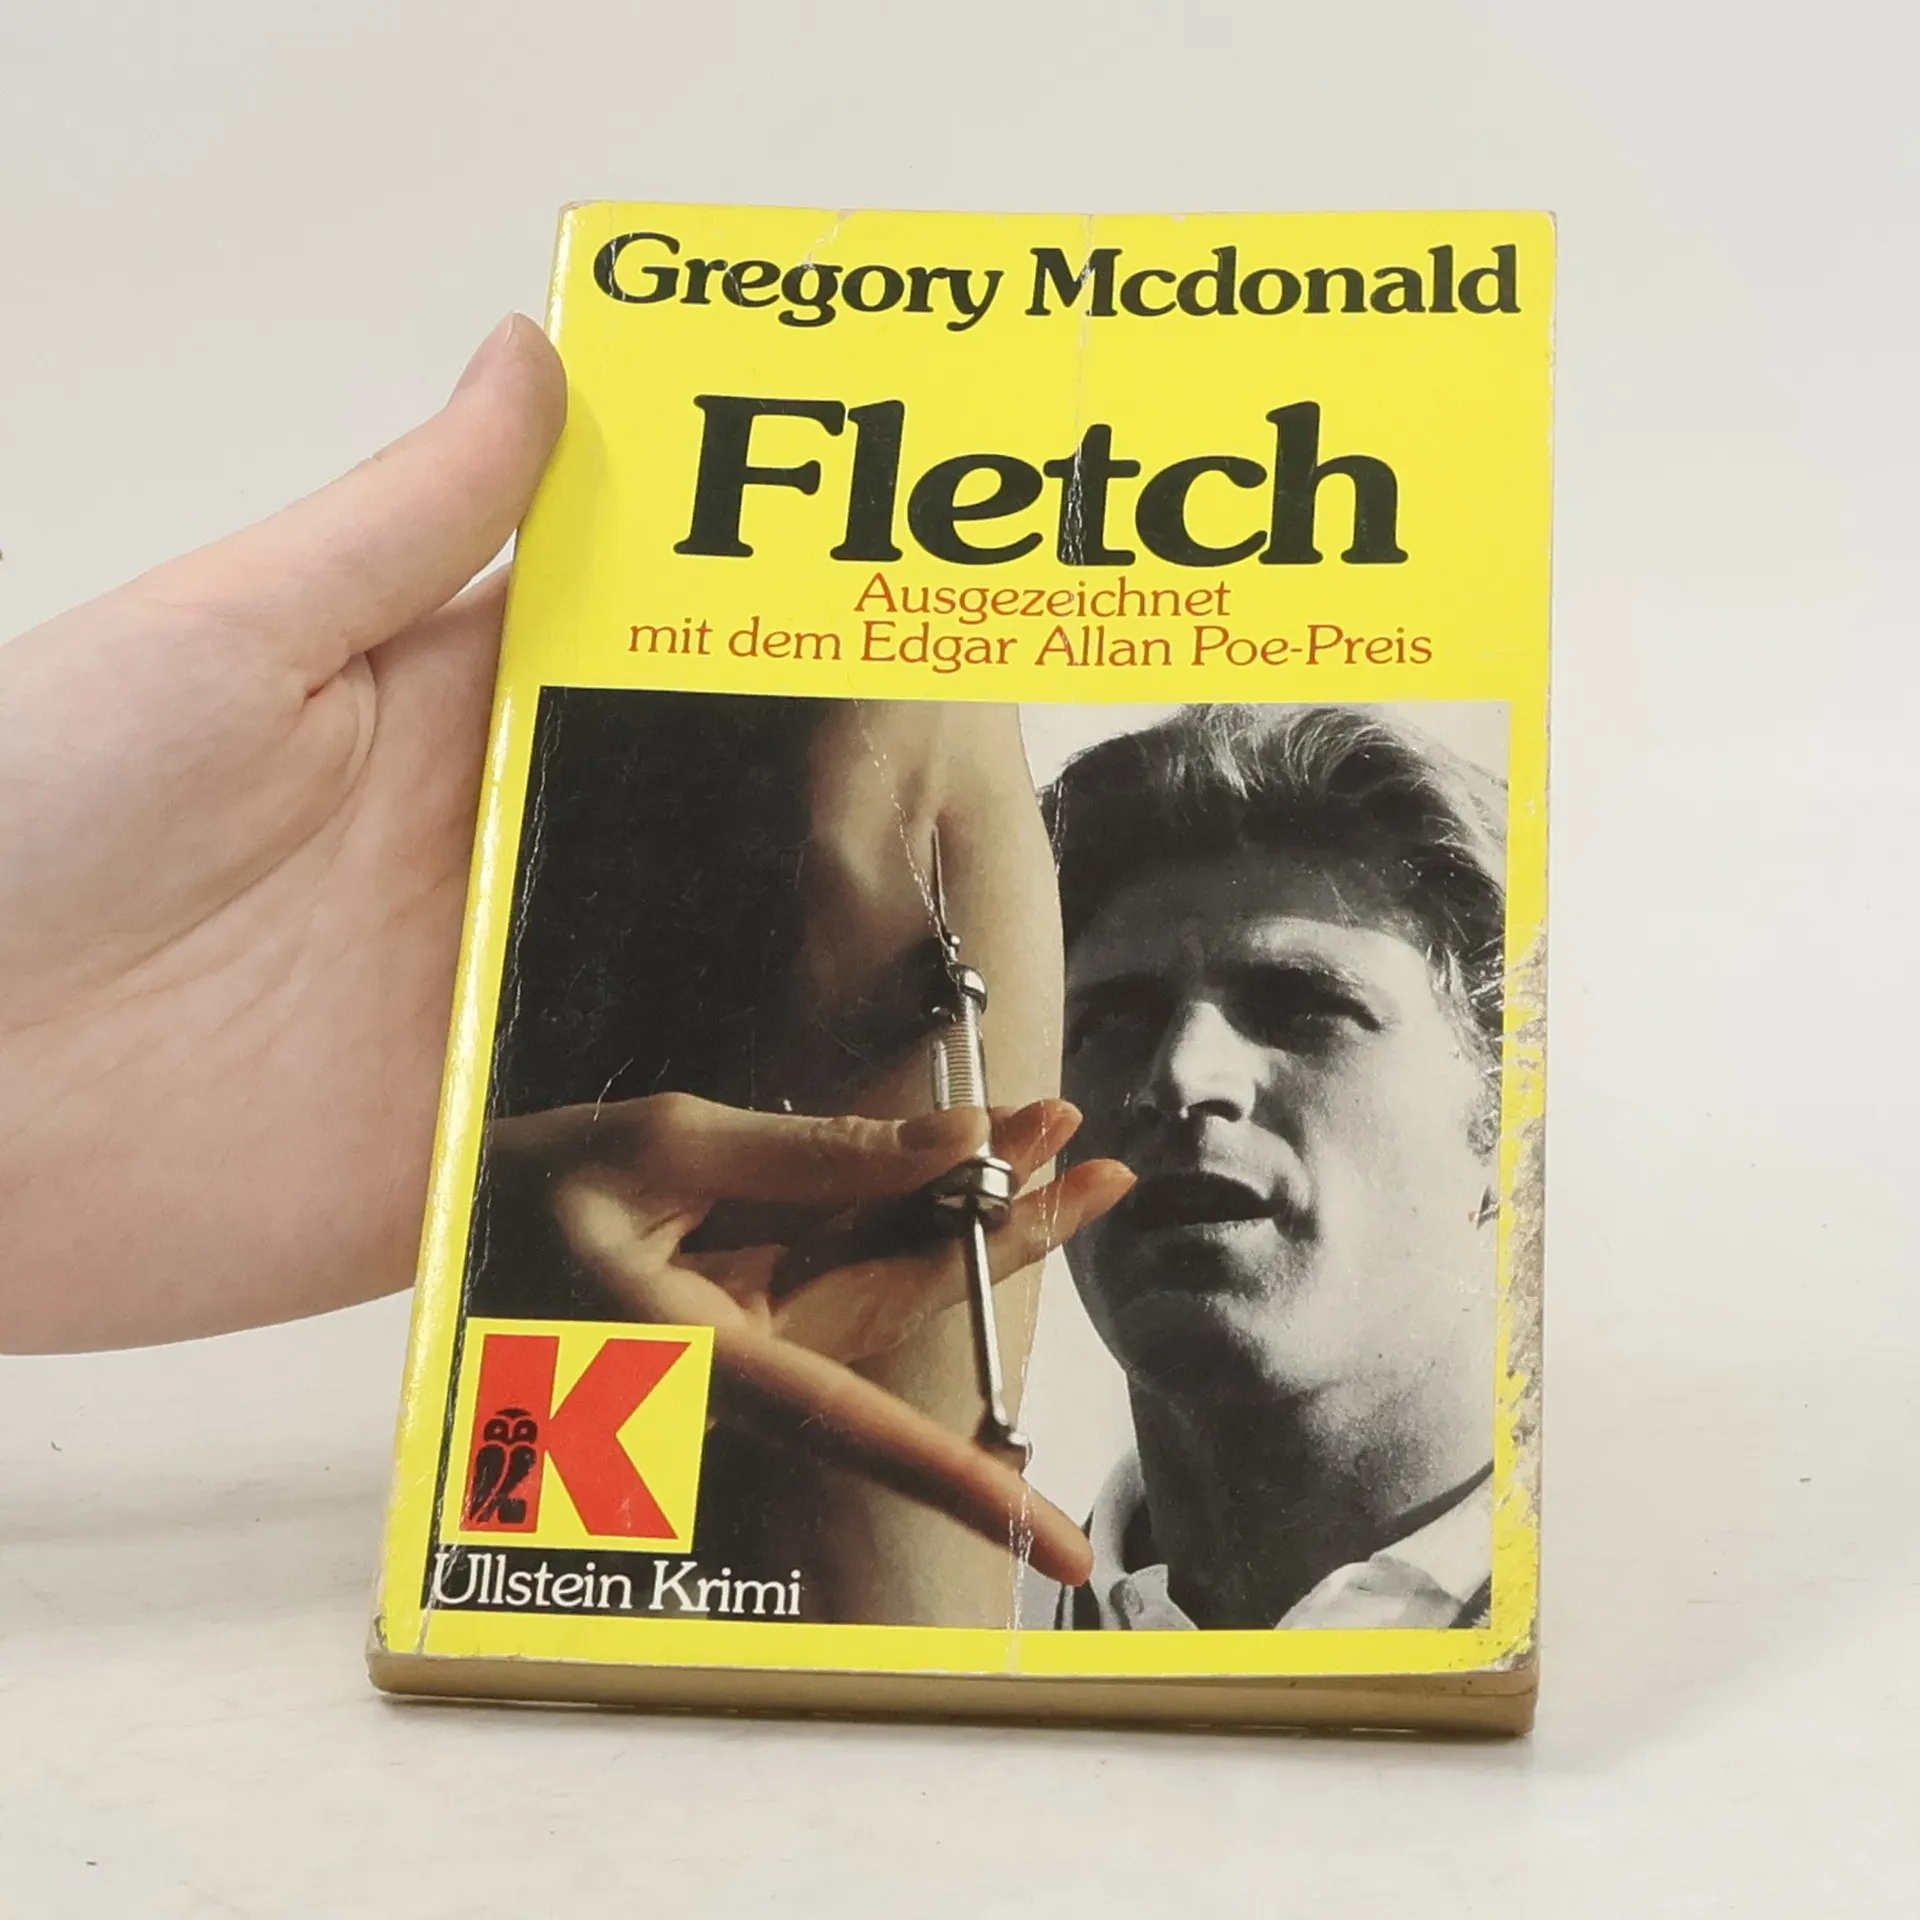 Gregory Mcdonald
Fletch
Ausgezeichnet
mit dem Edgar Allan Poe-Preis
K
Ullstein Krimi